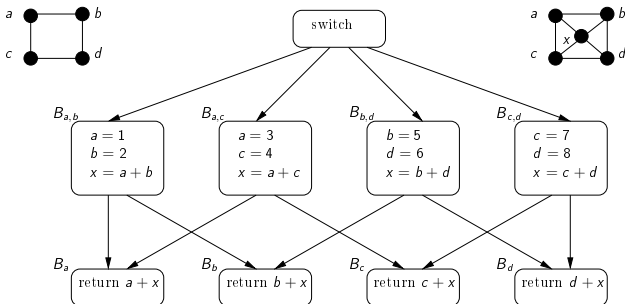 a b
c d
switch
a b
x
c d
B_{a,b}
a = 1
b = 2
x = a + b
B_{a,c}
a = 3
c = 4
x = a + c
B_{b,d}
b = 5
d = 6
x = b + d
B_{c,d}
c = 7
d = 8
x = c + d
B_a
return a + x
B_b
return b + x
B_c
return c + x
B_d
return d + x